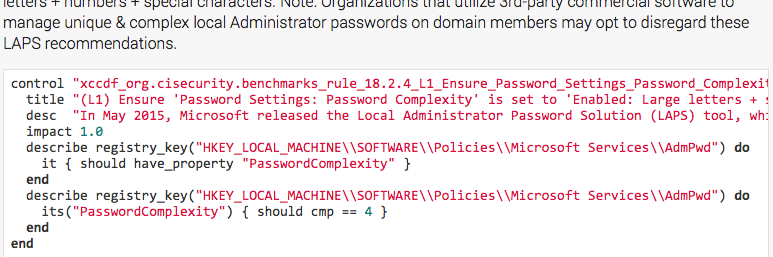 letters + numbers + special characters. Note: Organizations that utilize 3rd-party commercial software to
manage unique & complex local Administrator passwords on domain members may opt to disregard these
LAPS recommendations.
control "xccdf_org.cisecurity.benchmarks_rule_18.2.4_L1_Ensure_Password_Settings_Password_Complexit
title "(L1) Ensure 'Password Settings: Password Complexity' is set to 'Enabled: Large letters +
desc "In May 2015, Microsoft released the Local Administrator Password Solution (LAPS) tool,
impact 1.0
describe registry_key("HKEY_LOCAL_MACHINE\\SOFTWARE\\Policies\\Microsoft Services\\AdmPwd") do
it { should have_property "PasswordComplexity" }
end
describe registry_key("HKEY_LOCAL_MACHINE\\SOFTWARE\\Policies\\Microsoft Services\\AdmPwd") do
its("PasswordComplexity") { should cmp == 4 }
end
end